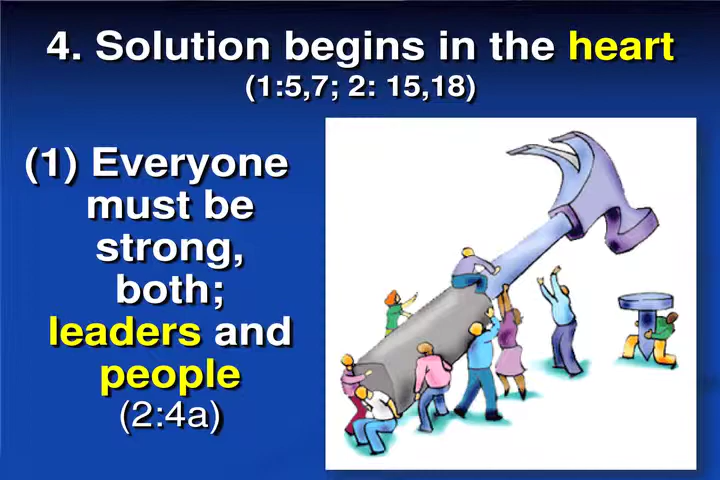 4. Solution begins in the heart
(1:5,7; 2: 15,18)
(1) Everyone
must be
strong,
both;
leaders and
people
(2:4a)